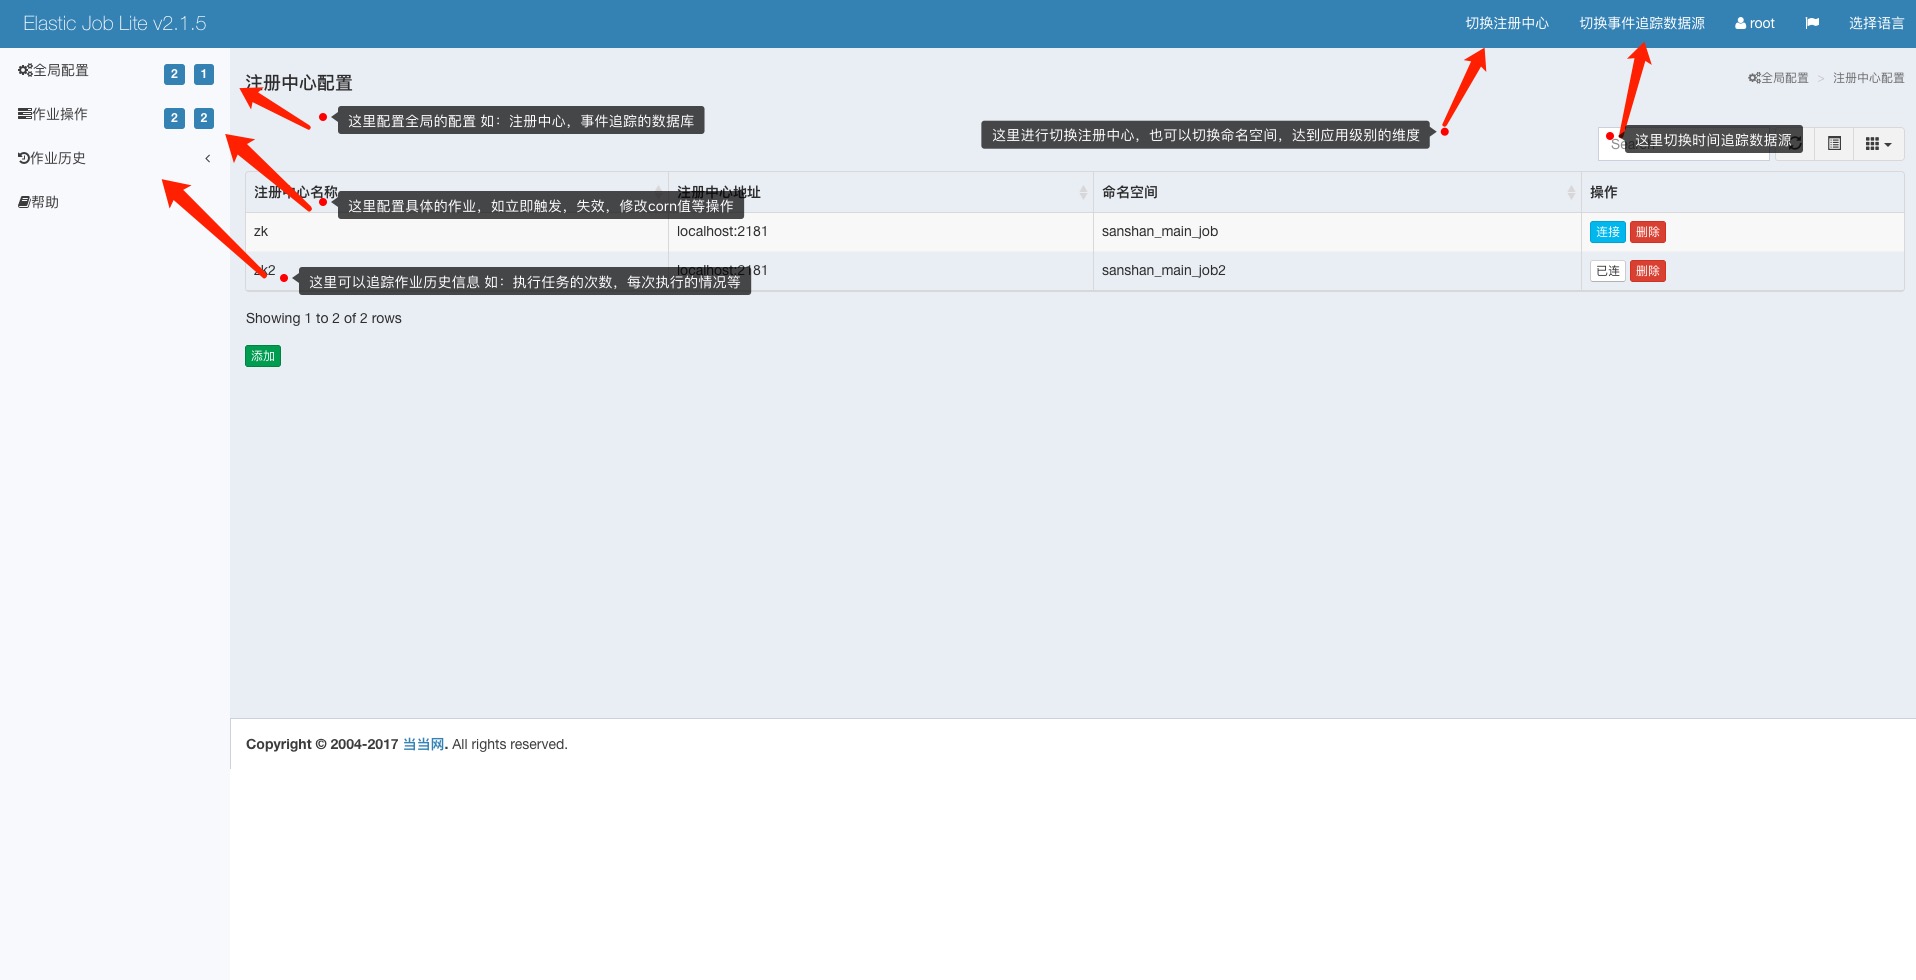 Elastic Job Lite v2.1.5
切换注册中心
切换事件追踪数据源
root
选择语言
全局配置
2
1
作业操作
2
2
作业历史
帮助
注册中心配置
全局配置 > 注册中心配置
这里配置全局的配置 如：注册中心，事件追踪的数据库
这里进行切换注册中心，也可以切换命名空间，达到应用级别的维度
这里切换时间追踪数据源
注册中心名称
注册中心地址
命名空间
操作
这里配置具体的作业，如立即触发，失效，修改corn值等操作
zk
localhost:2181
sanshan_main_job
连接
删除
zk2
localhost:2181
sanshan_main_job2
已连
删除
这里可以追踪作业历史信息 如：执行任务的次数，每次执行的情况等
Showing 1 to 2 of 2 rows
添加
Copyright © 2004-2017 当当网. All rights reserved.